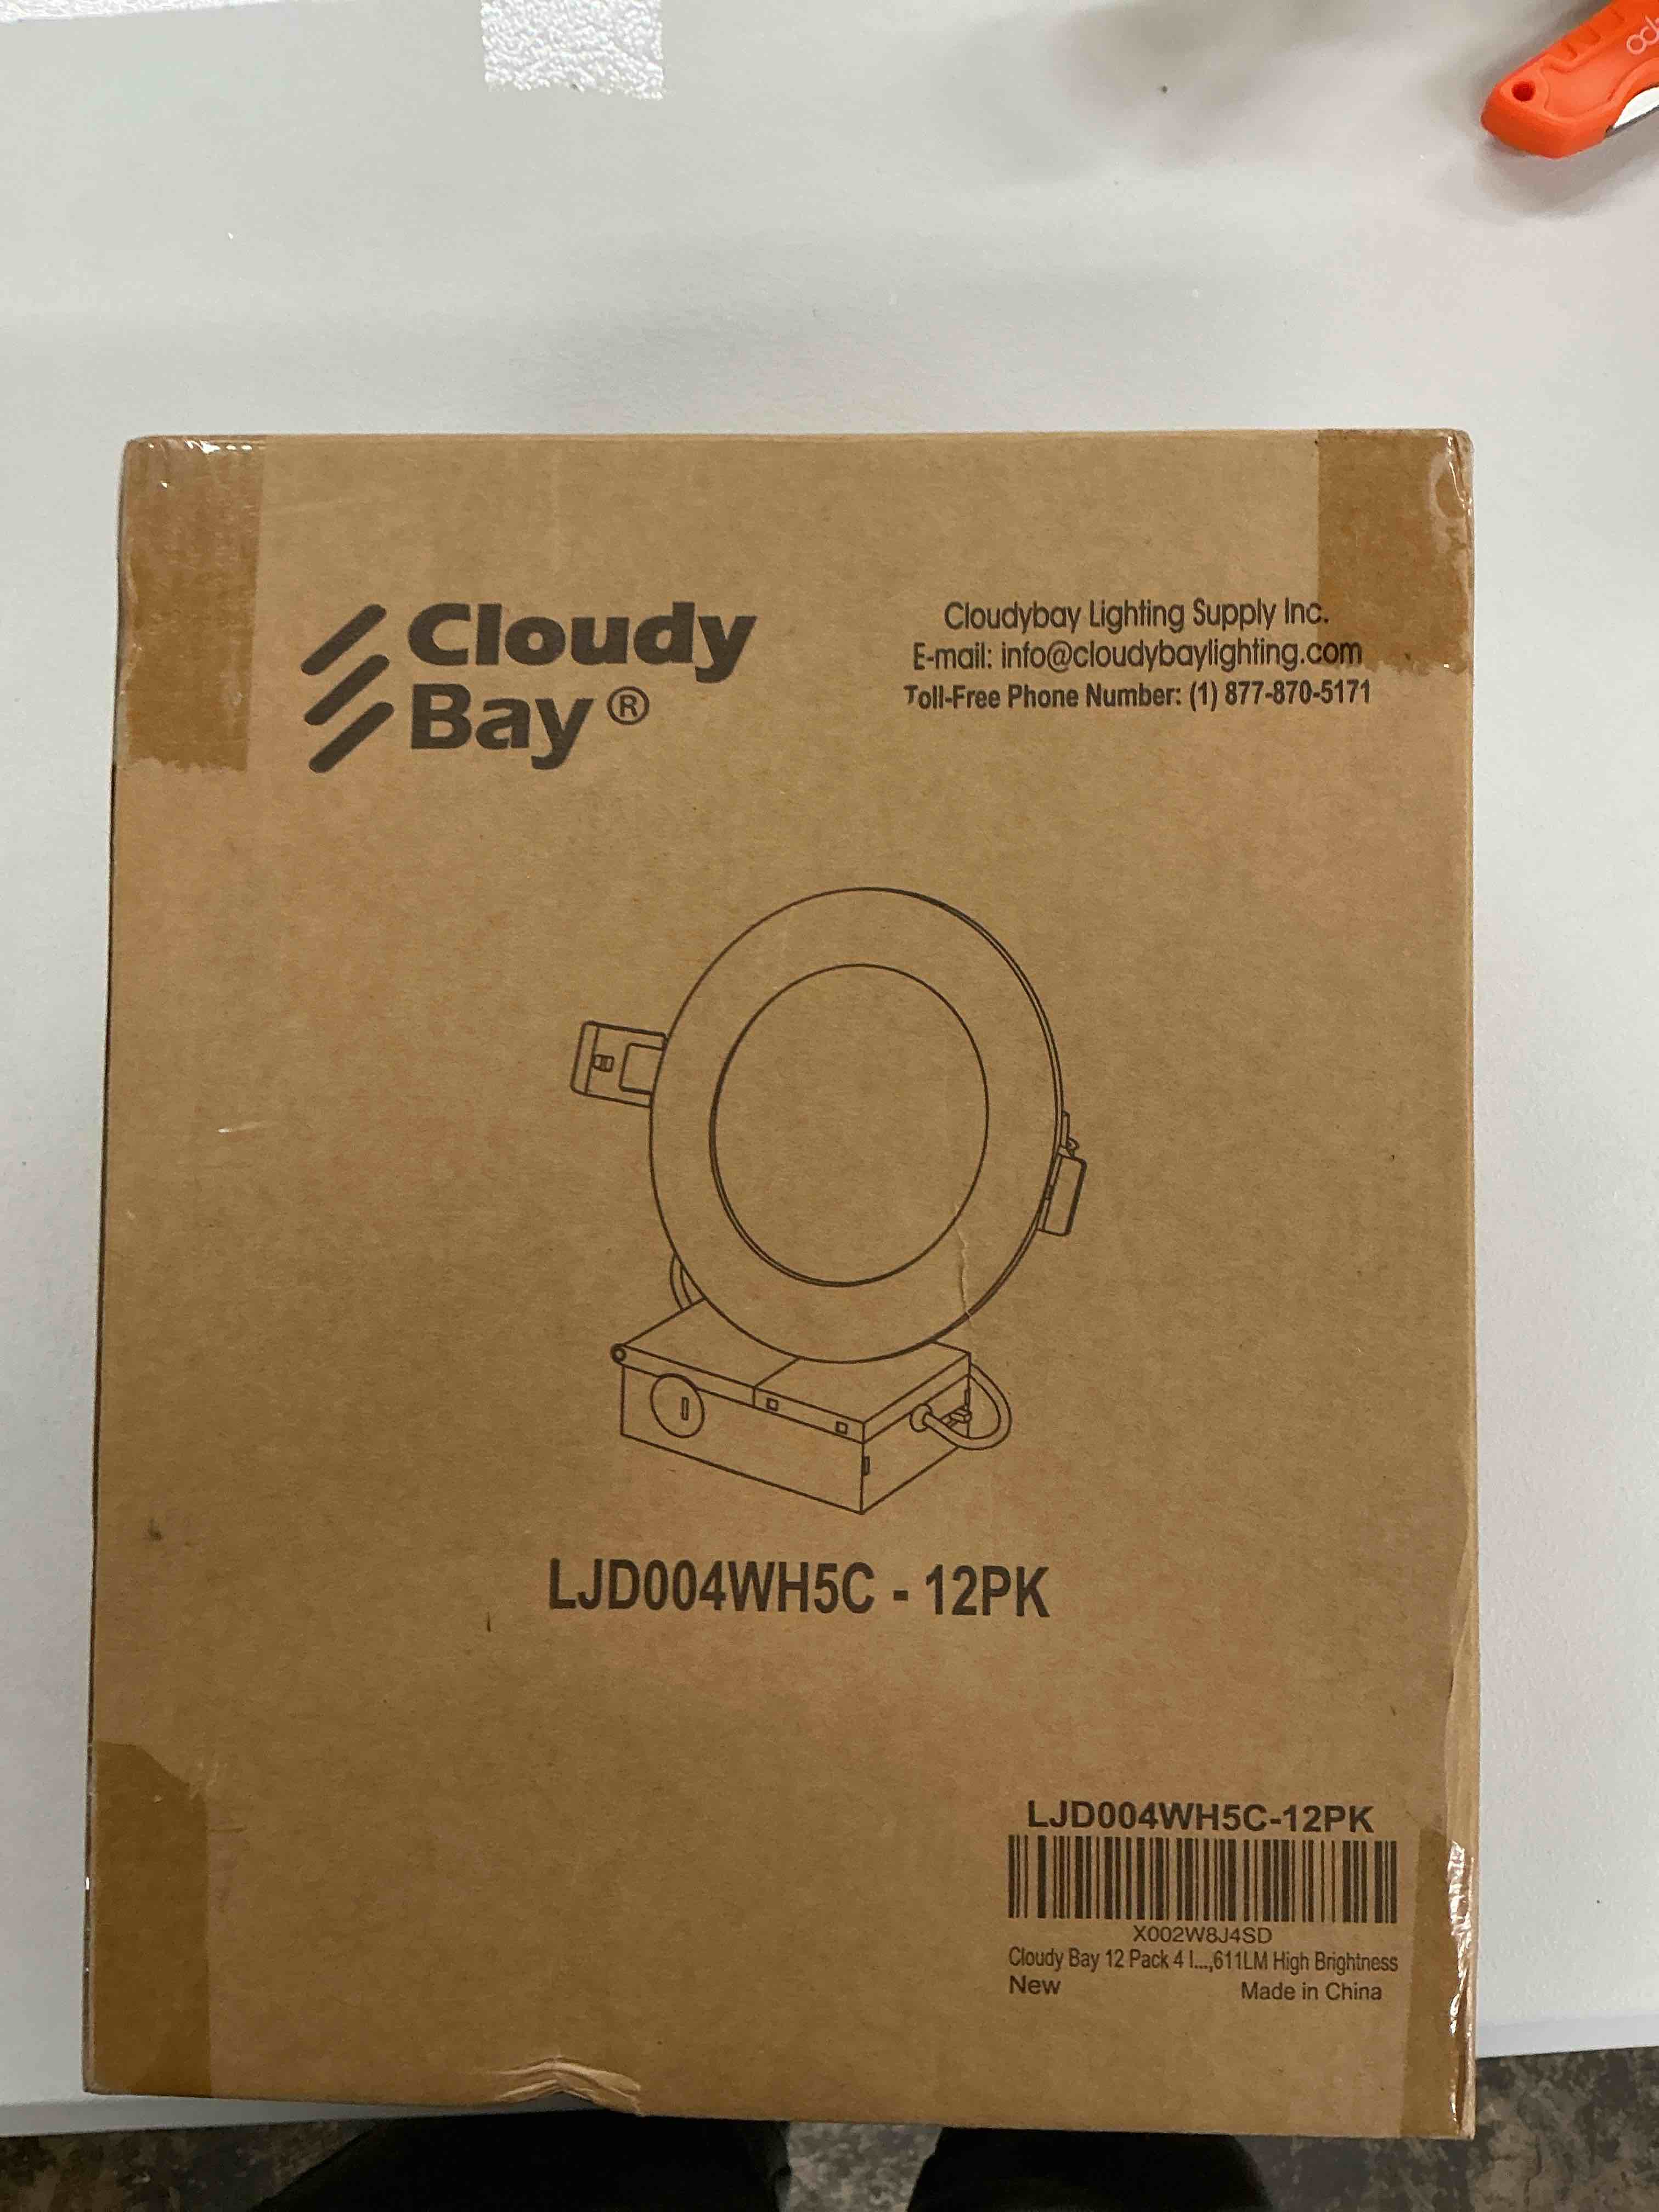 Cloudy
Bay®
Cloudybay Lighting Supply Inc.
E-mail: info@cloudybaylighting.com
Toll-Free Phone Number: (1) 877-870-5171
LJD004WH5C - 12PK
LJD004WH5C-12PK
X002W8J4SD
Cloudy Bay 12 Pack 4 I...,611LM High Brightness
New
Made in China